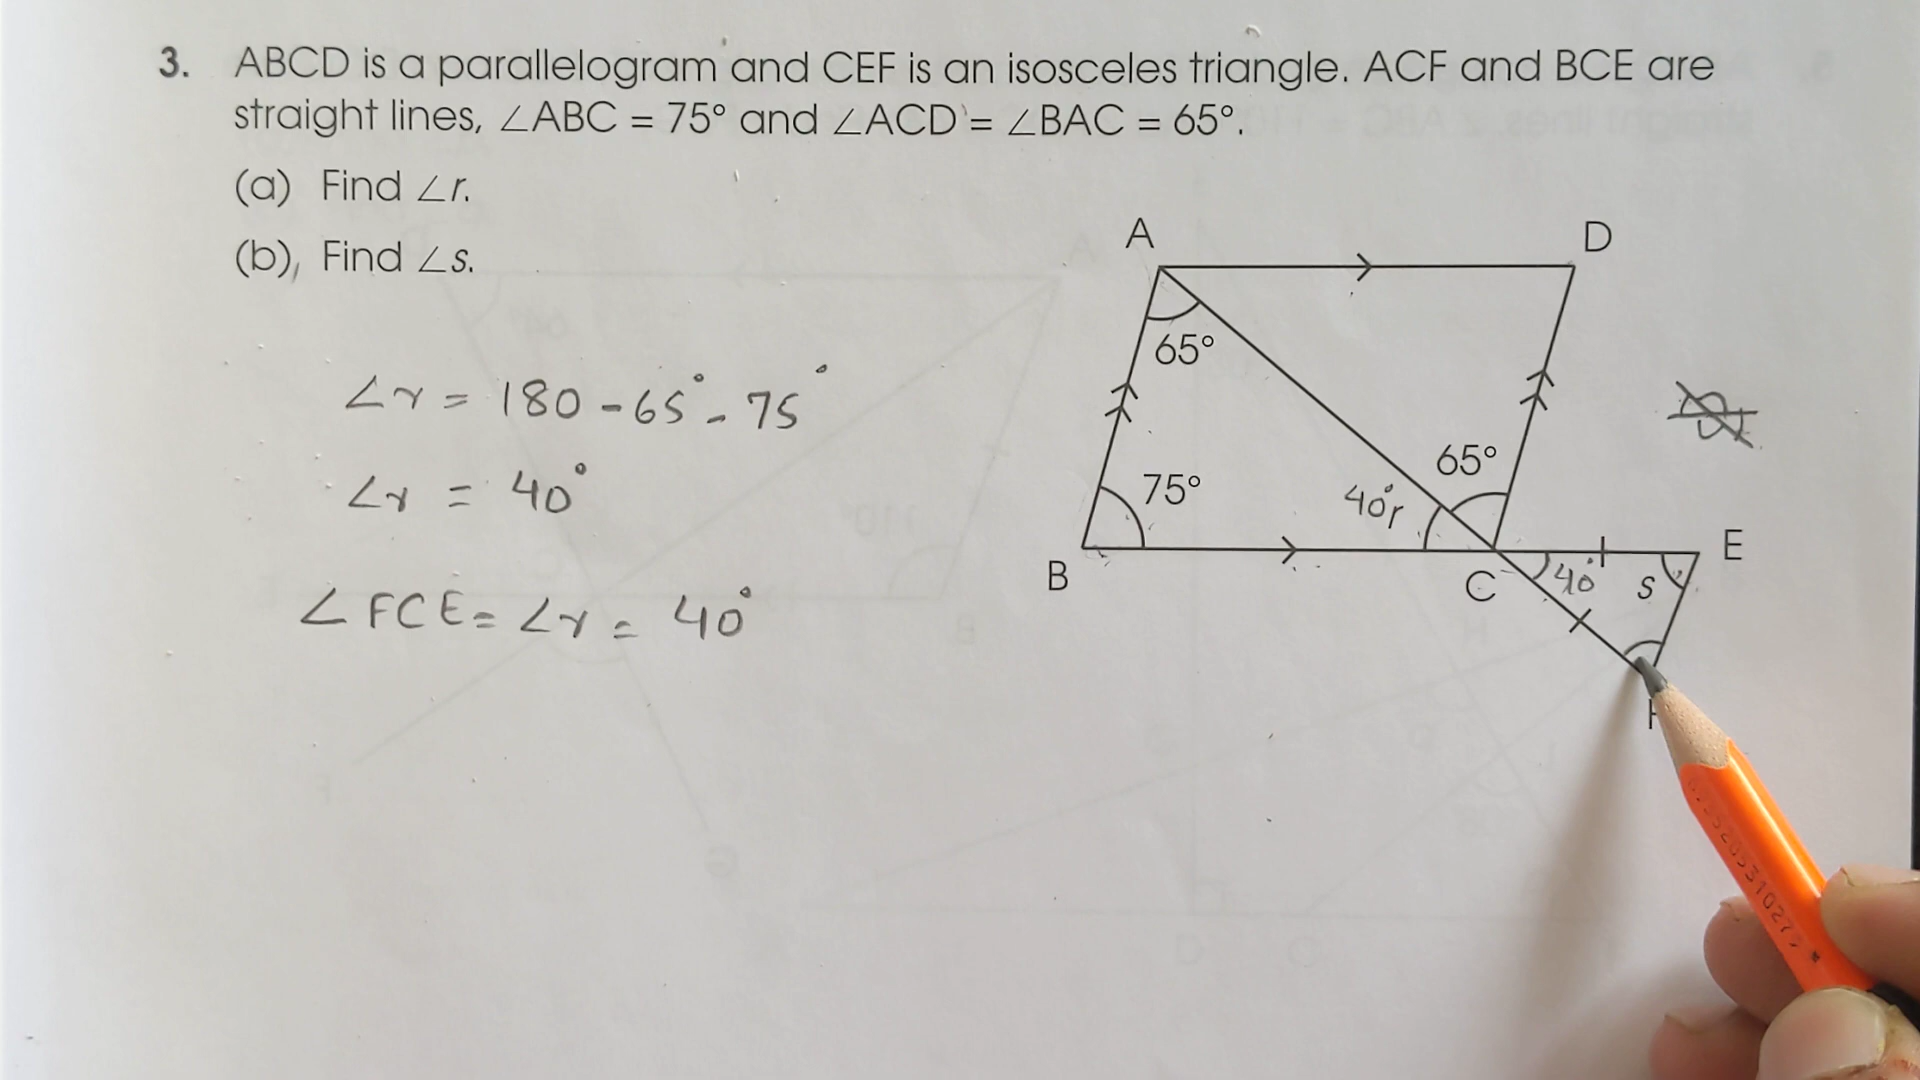 3. ABCD is a parallelogram and CEF is an isosceles triangle. ACF and BCE are
straight lines, ∠ABC = 75° and ∠ACD = ∠BAC = 65°.
(a) Find ∠r.
(b) Find ∠s.
A
D
65°
∠r = 180 - 65° - 75°
65°
75°
40°r
∠r = 40°
E
B
C
40°
s
∠FCE = ∠r = 40°